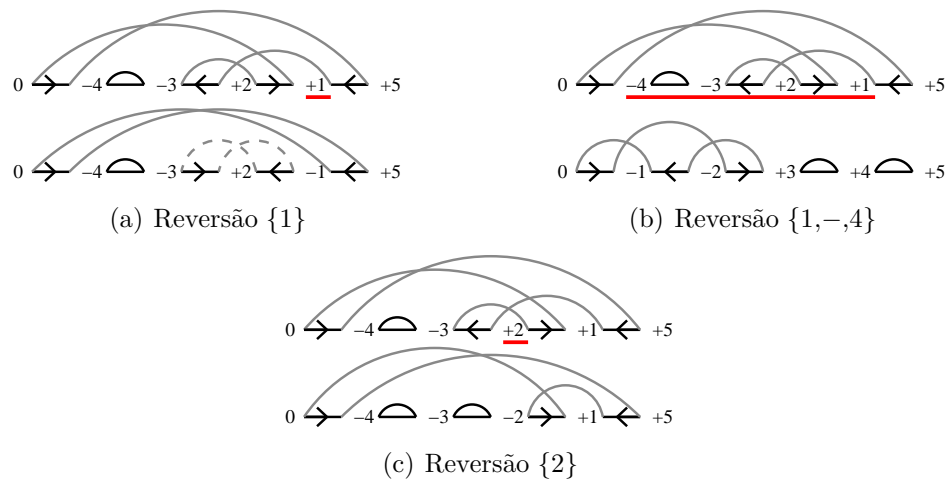 0 −4 −3 +2 +1 +5
0 −4 −3 +2 −1 +5
(a) Reversão {1}
0 −4 −3 +2 +1 +5
0 −1 −2 +3 +4 +5
(b) Reversão {1,−,4}
0 −4 −3 +2 +1 +5
0 −4 −3 −2 +1 +5
(c) Reversão {2}